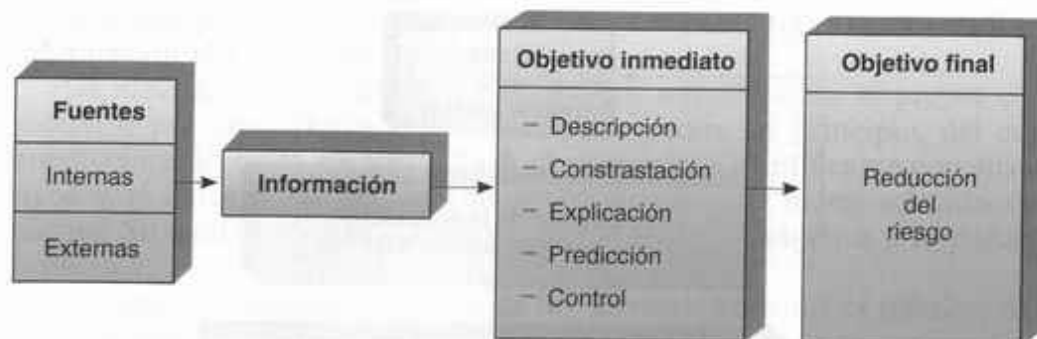 Fuentes
Internas
Externas
Información
Objetivo inmediato
– Descripción
– Constrastación
– Explicación
– Predicción
– Control
Objetivo final
Reducción
del
riesgo